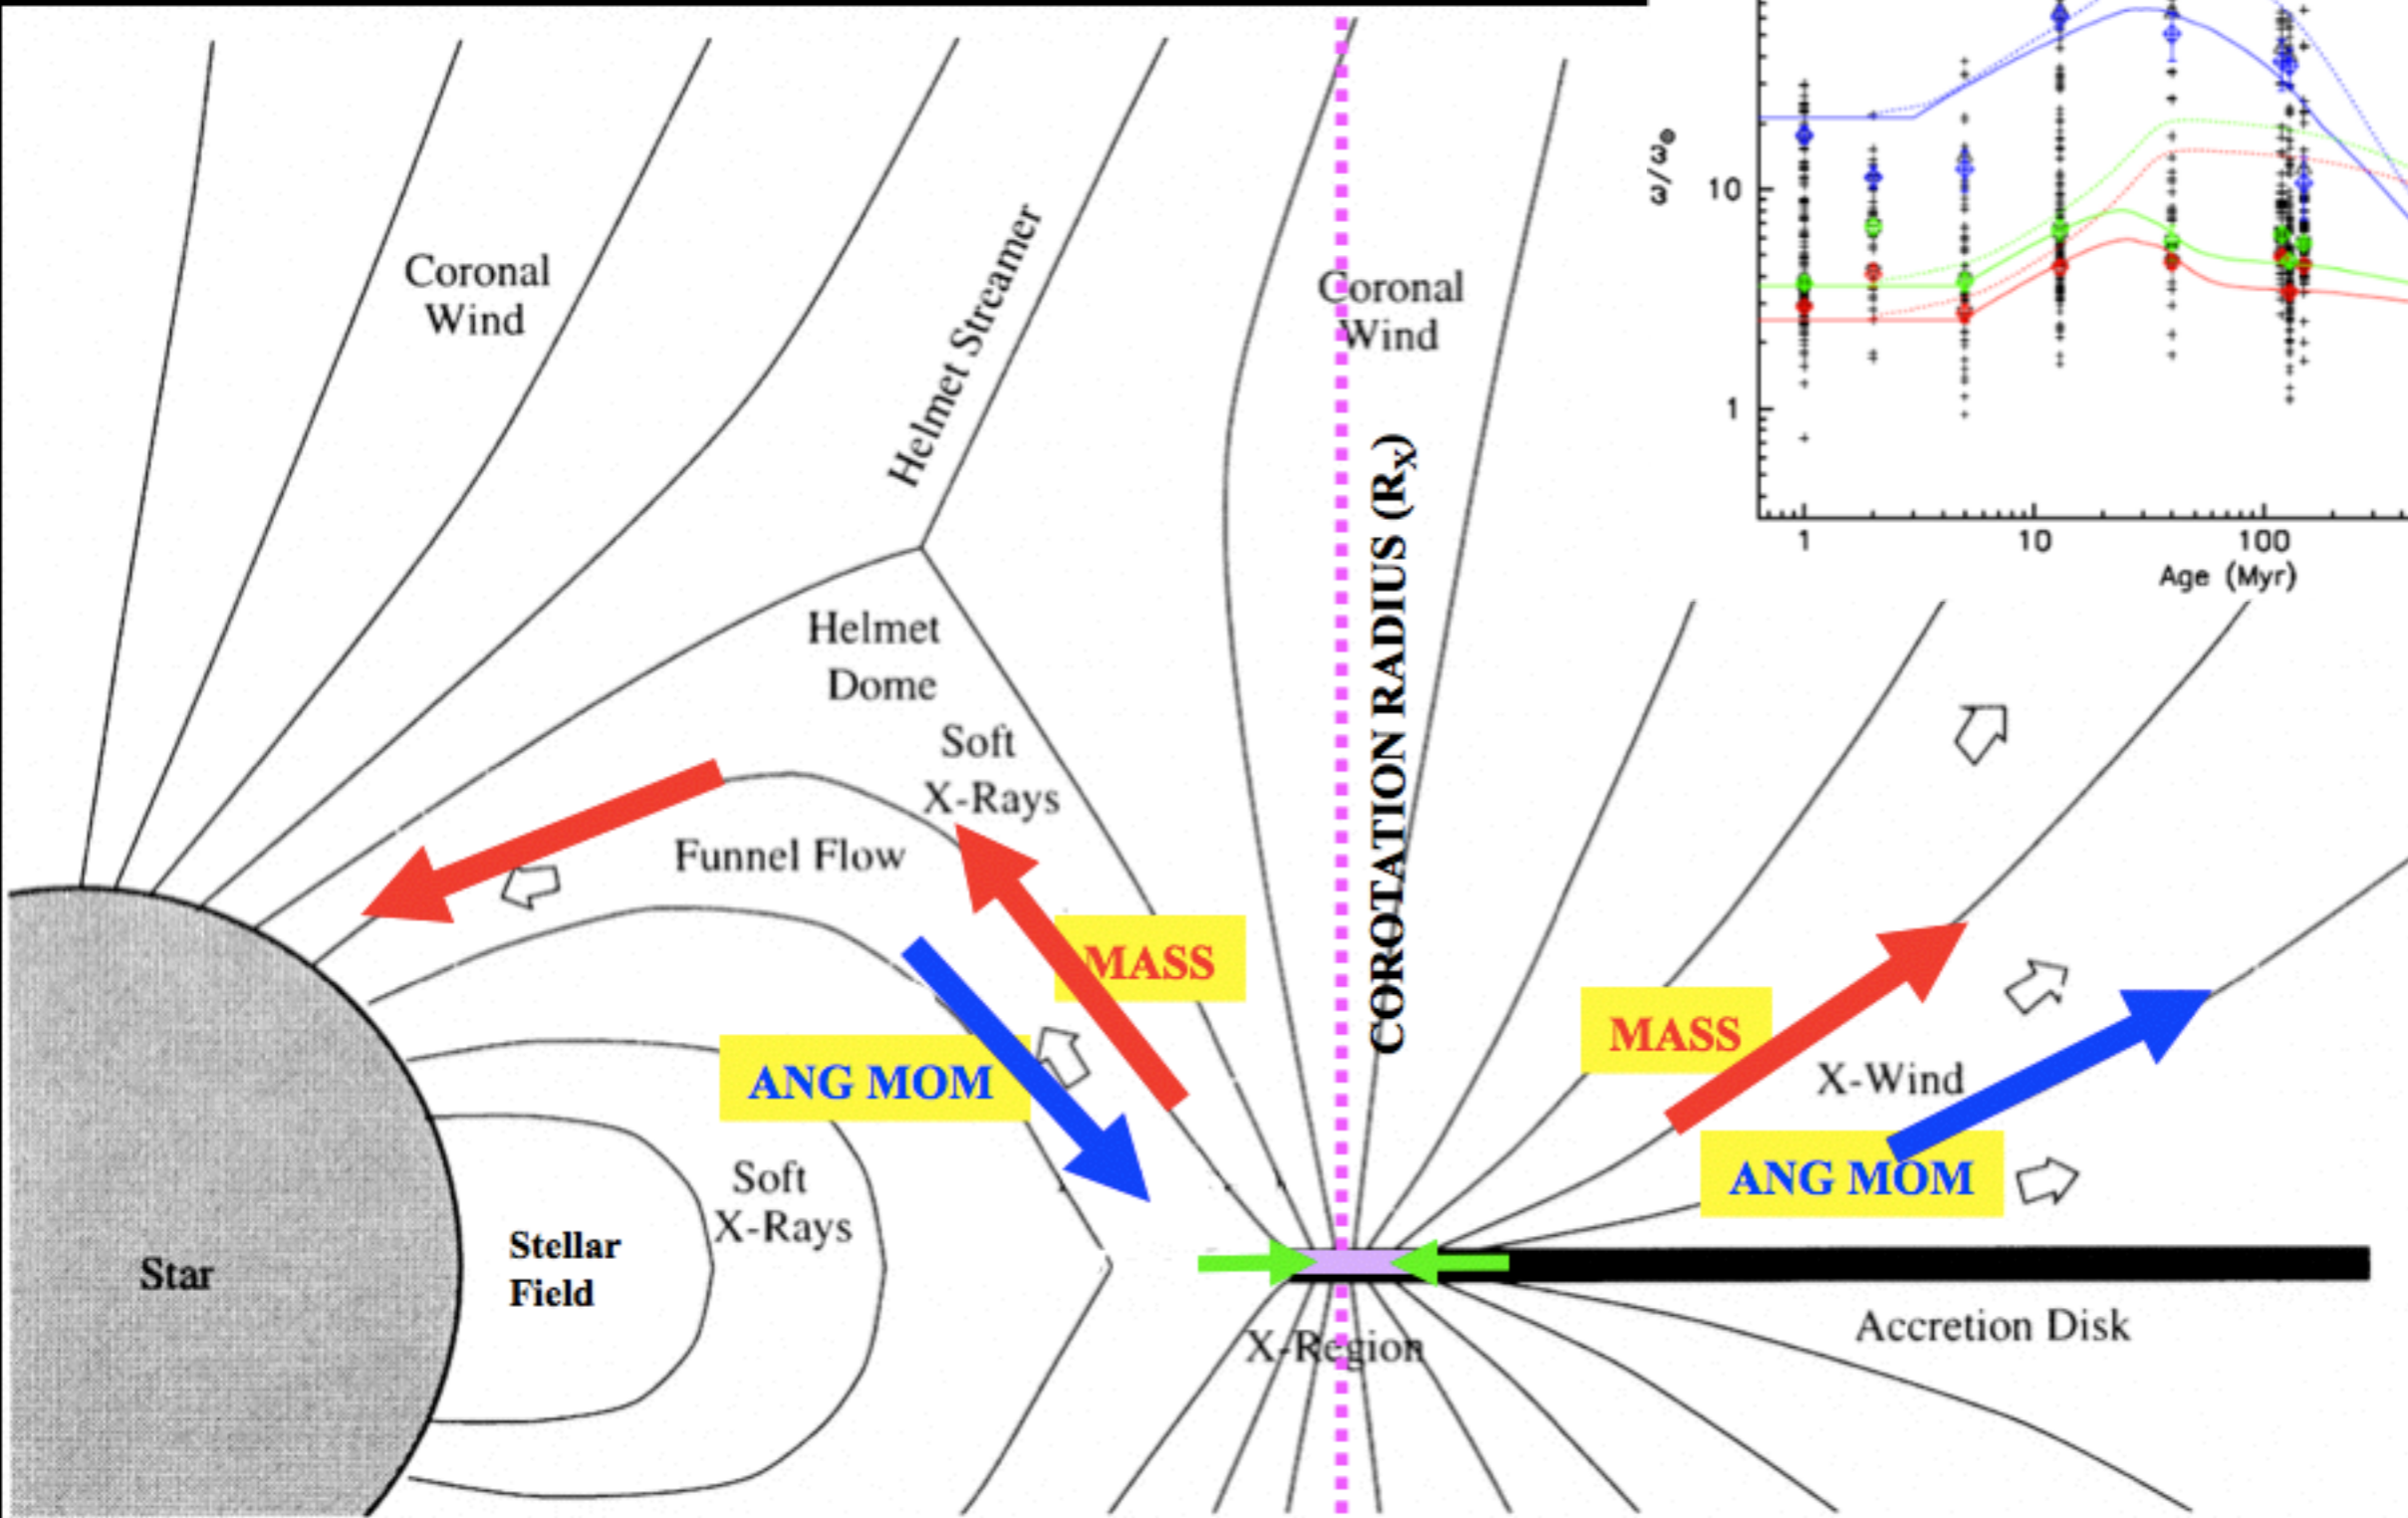 Coronal
Wind
Helmet Streamer
Coronal
Wind
ω/ω⊙
10
1
1
10
100
Age (Myr)
COROTATION RADIUS (Rx)
Helmet
Dome
Soft
X-Rays
Funnel Flow
MASS
MASS
ANG MOM
X-Wind
ANG MOM
Soft
X-Rays
Stellar
Field
Star
X-Region
Accretion Disk